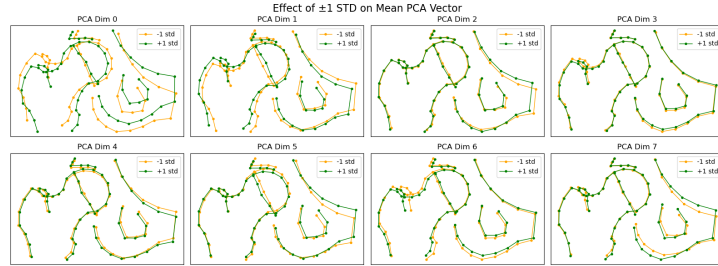 Effect of ±1 STD on Mean PCA Vector
PCA Dim 0
PCA Dim 1
PCA Dim 2
PCA Dim 3
-1 std
+1 std
-1 std
+1 std
-1 std
+1 std
-1 std
+1 std
PCA Dim 4
PCA Dim 5
PCA Dim 6
PCA Dim 7
-1 std
+1 std
-1 std
+1 std
-1 std
+1 std
-1 std
+1 std